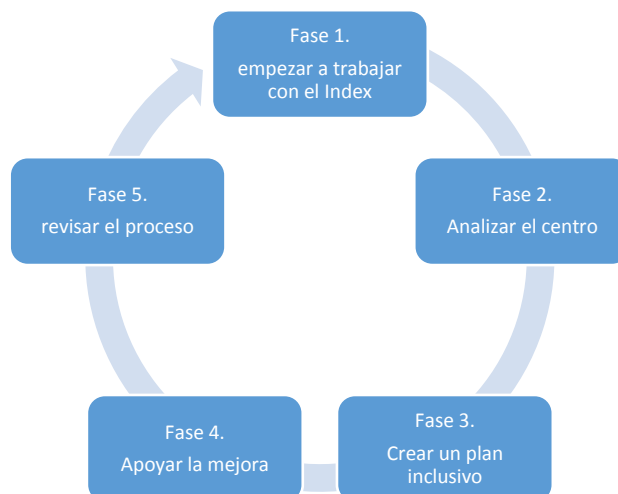 Fase 1.
empezar a trabajar
con el Index
Fase 2.
Analizar el centro
Fase 3.
Crear un plan
inclusivo
Fase 4.
Apoyar la mejora
Fase 5.
revisar el proceso